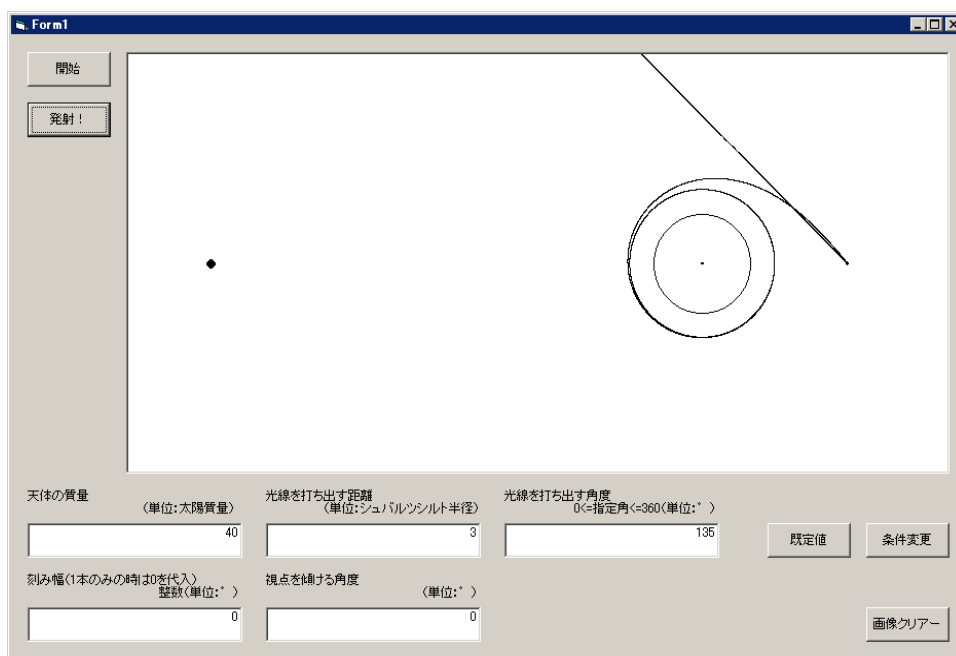 Form1
開始
発射！
天体の質量
(単位:太陽質量)
40
光線を打ち出す距離
(単位:シュバルツシルト半径)
3
光線を打ち出す角度
0<=指定角<=360(単位:°)
135
既定値
条件変更
刻み幅(1本のみの時は0を代入)
整数(単位:°)
0
視点を傾ける角度
(単位:°)
0
画像クリアー